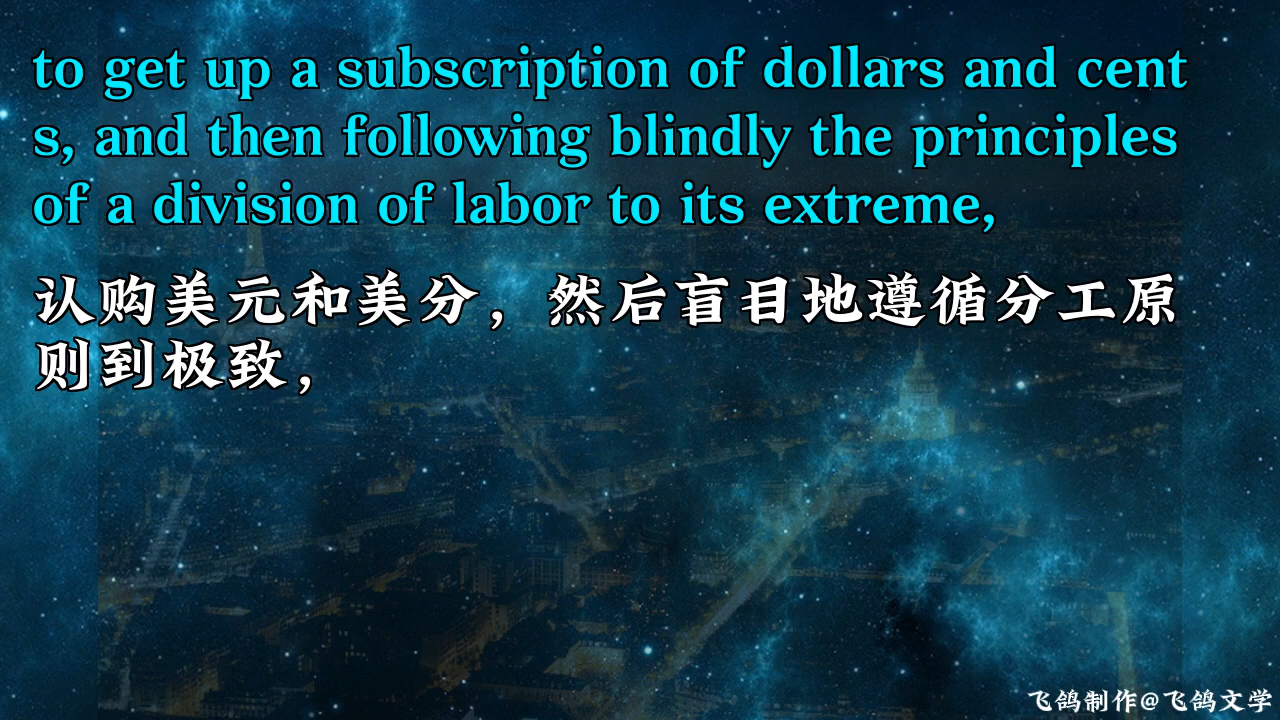 to get up a subscription of dollars and cent
s, and then following blindly the principles
of a division of labor to its extreme,
认购美元和美分，然后盲目地遵循分工原
则到极致，
飞鸽制作@飞鸽文学